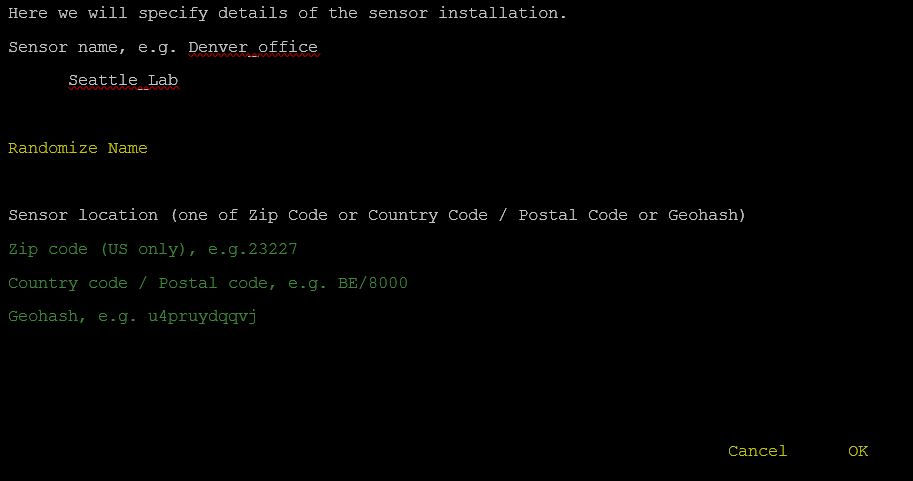 Here we will specify details of the sensor installation.
Sensor name, e.g. Denver_office
Seattle_Lab
Randomize Name
Sensor location (one of Zip Code or Country Code / Postal Code or Geohash)
Zip code (US only), e.g.23227
Country code / Postal code, e.g. BE/8000
Geohash, e.g. u4pruydqqvj
Cancel OK